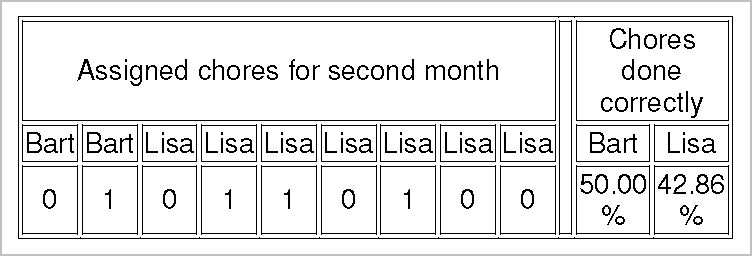 Assigned chores for second month
Chores
done
correctly
Bart Bart Lisa Lisa Lisa Lisa Lisa Lisa Lisa Bart Lisa
0 1 0 1 1 0 1 0 0 50.00 42.86
% %